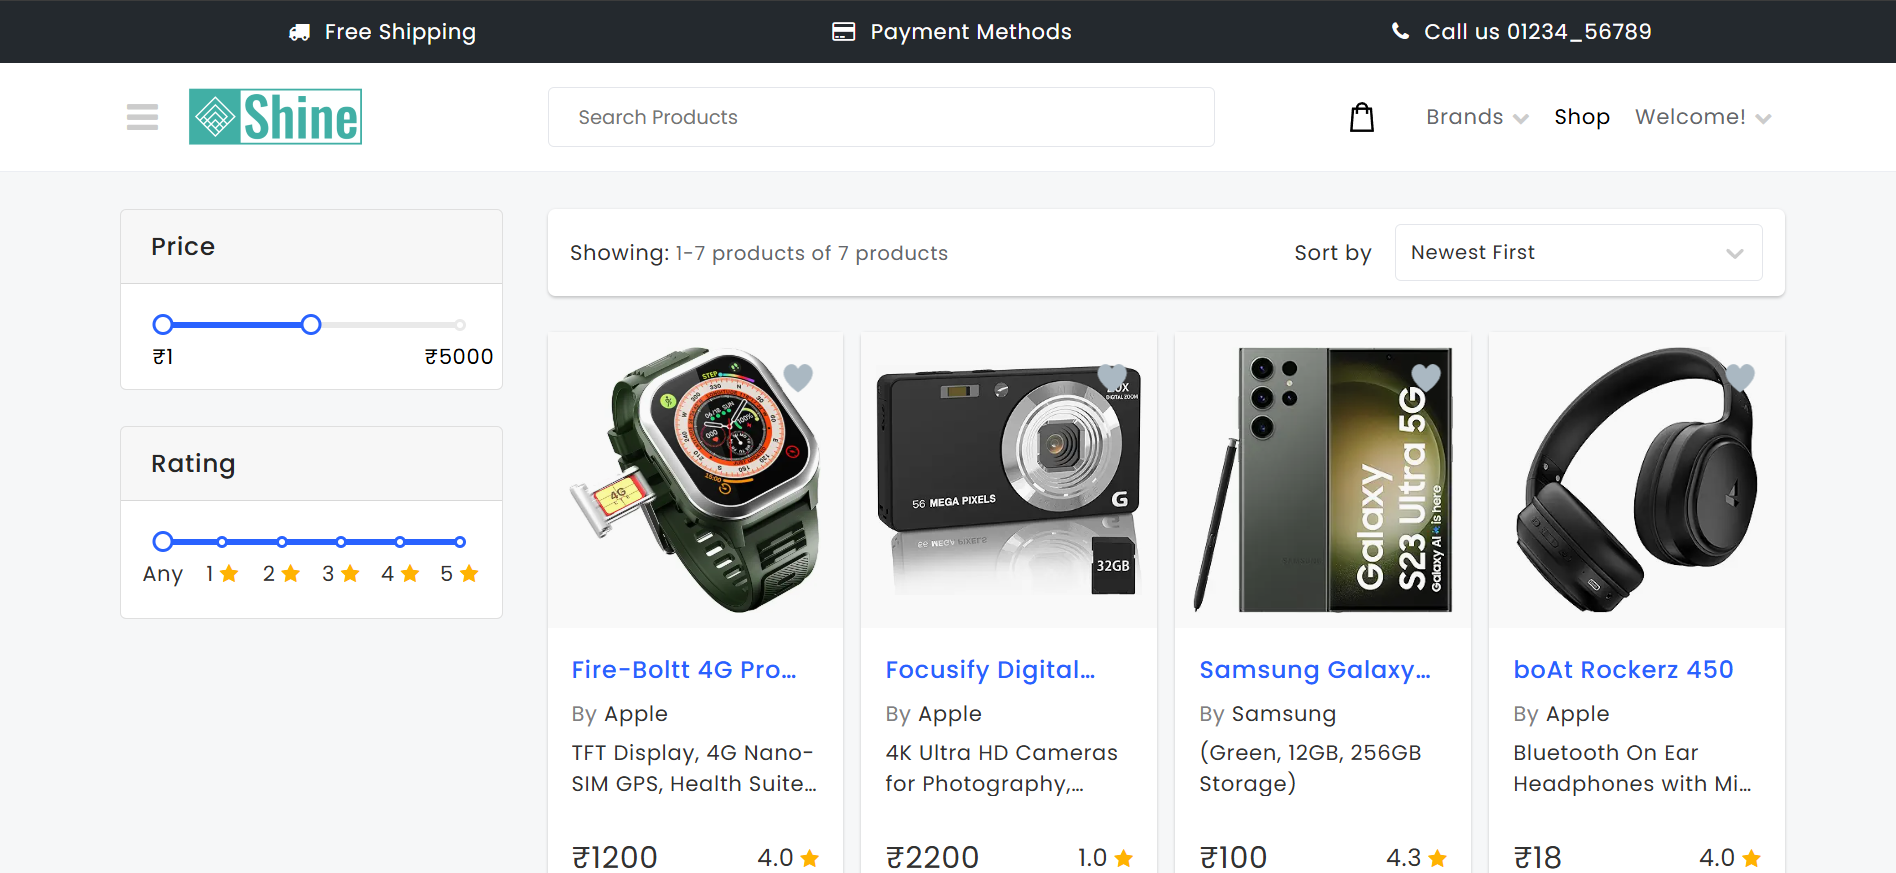 Free Shipping
Payment Methods
Call us 01234_56789
Shine
Search Products
Brands
Shop
Welcome!
Price
₹1
₹5000
Rating
Any 1 2 3 4 5
Showing: 1-7 products of 7 products
Sort by
Newest First
STEP
4G
20X
DIGITAL ZOOM
56 MEGA PIXELS
G
32GB
Galaxy
S23 Ultra 5G
Galaxy AI is here
Fire-Boltt 4G Pro...
By Apple
TFT Display, 4G Nano-
SIM GPS, Health Suite...
₹1200
4.0
Focusify Digital...
By Apple
4K Ultra HD Cameras
for Photography,...
₹2200
1.0
Samsung Galaxy...
By Samsung
(Green, 12GB, 256GB
Storage)
₹100
4.3
boAt Rockerz 450
By Apple
Bluetooth On Ear
Headphones with Mi...
₹18
4.0